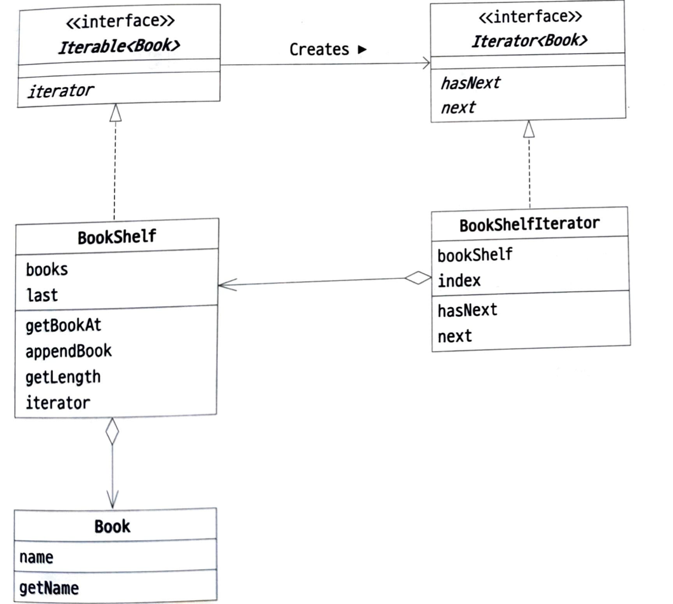 <<interface>>
Iterable<Book>
iterator
Creates ►
<<interface>>
Iterator<Book>
hasNext
next
BookShelf
books
last
getBookAt
appendBook
getLength
iterator
BookShelfIterator
bookShelf
index
hasNext
next
Book
name
getName